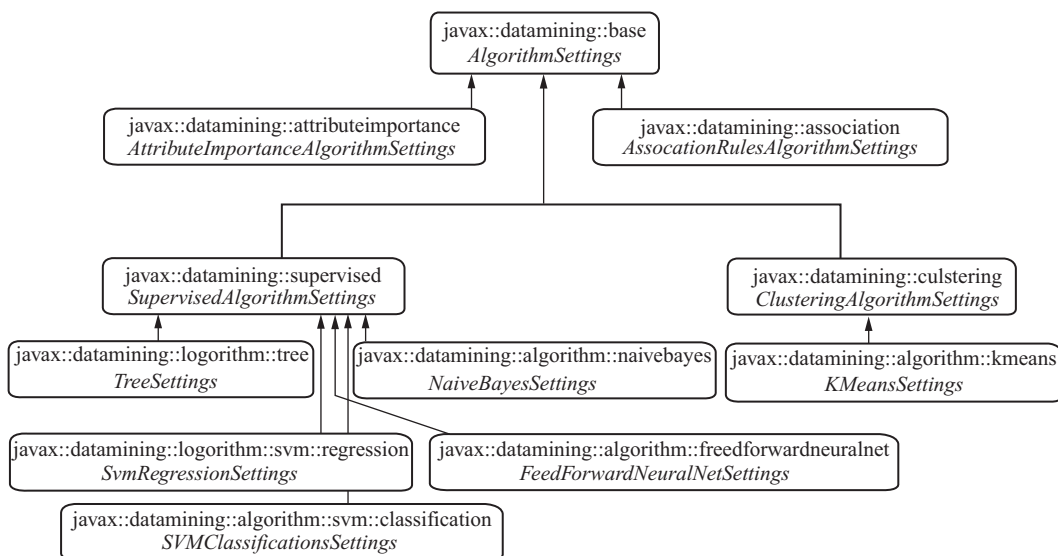 javax::datamining::base
AlgorithmSettings
javax::datamining::attributeimportance
AttributeImportanceAlgorithmSettings
javax::datamining::association
AssocationRulesAlgorithmSettings
javax::datamining::supervised
SupervisedAlgorithmSettings
javax::datamining::culstering
ClusteringAlgorithmSettings
javax::datamining::logorithm::tree
TreeSettings
javax::datamining::algorithm::naivebayes
NaiveBayesSettings
javax::datamining::algorithm::kmeans
KMeansSettings
javax::datamining::logorithm::svm::regression
SvmRegressionSettings
javax::datamining::algorithm::freedforwardneuralnet
FeedForwardNeuralNetSettings
javax::datamining::algorithm::svm::classification
SVMClassificationsSettings